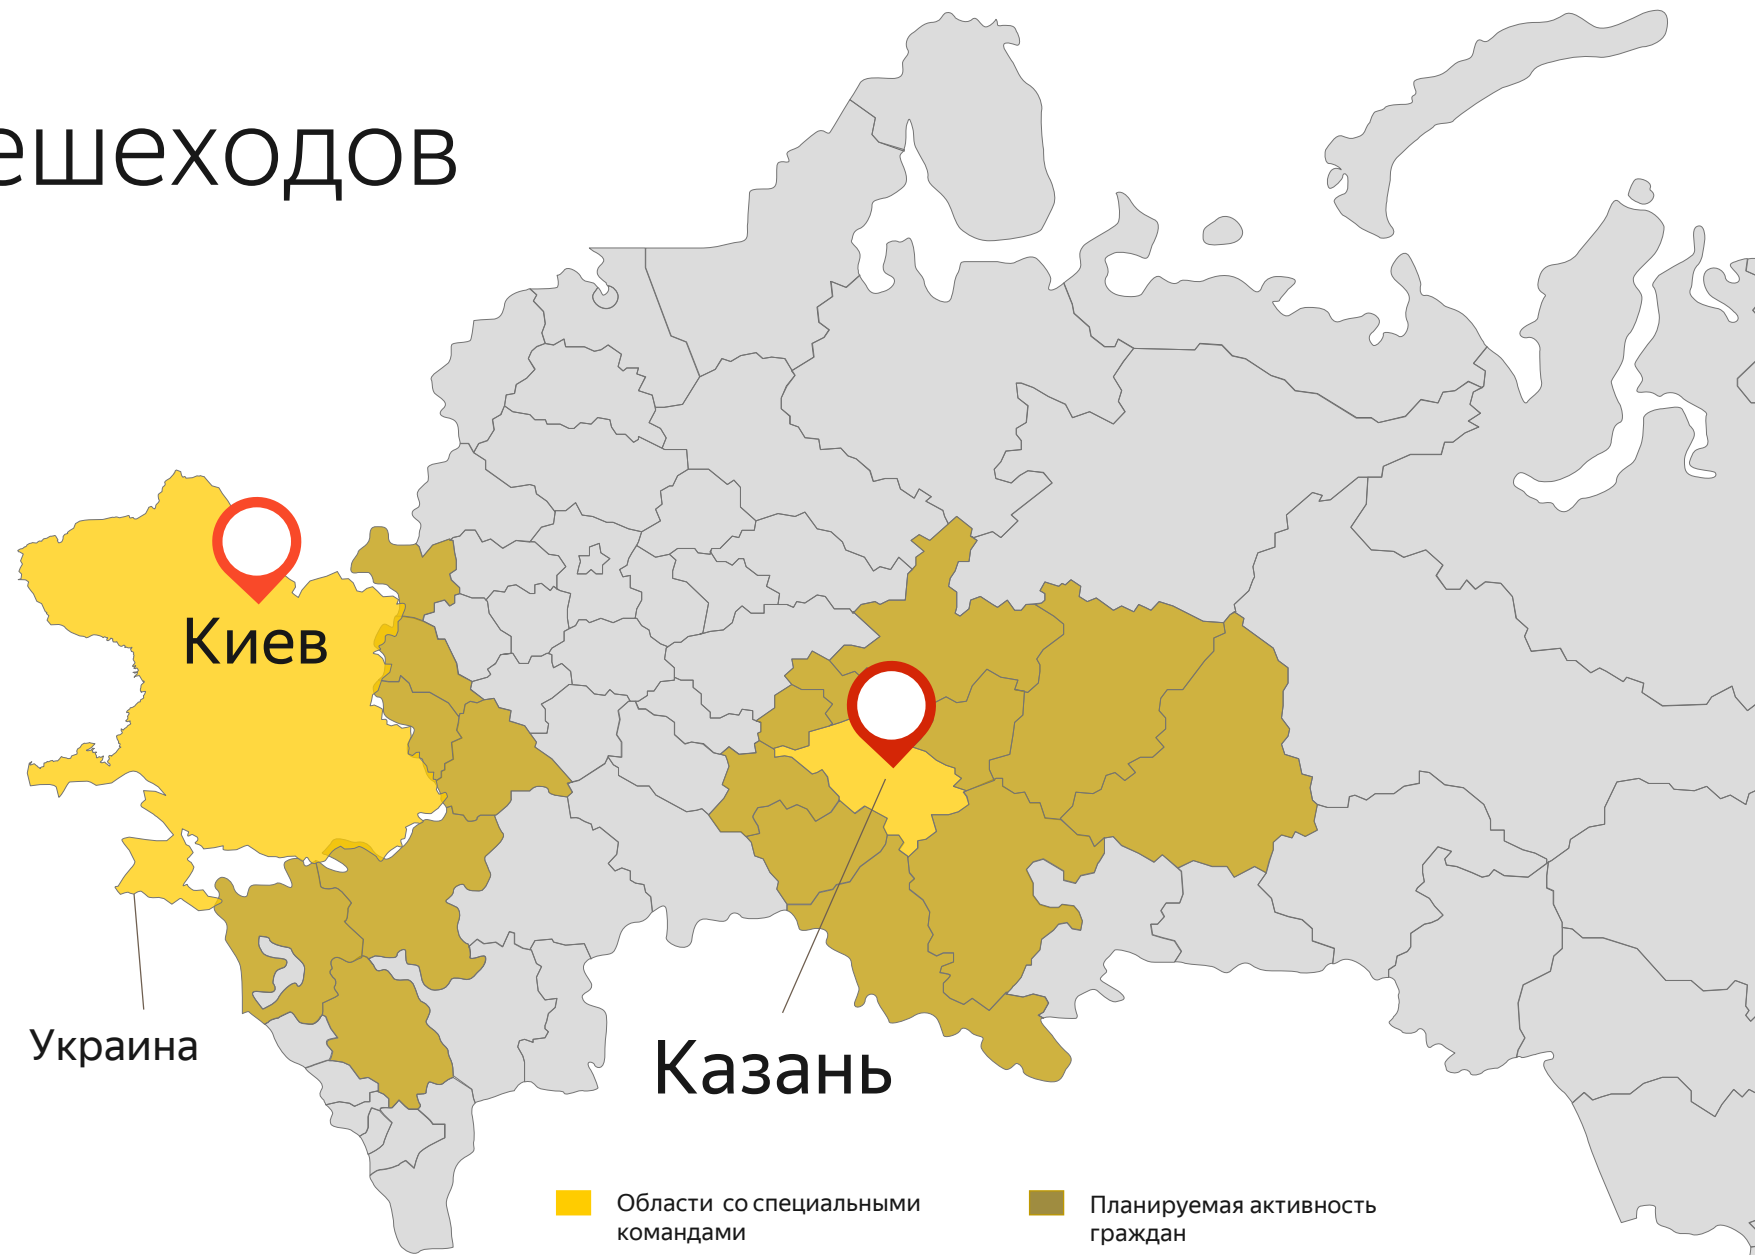 ешеходов
Киев
Украина
Казань
Области со специальными
командами
Планируемая активность
граждан